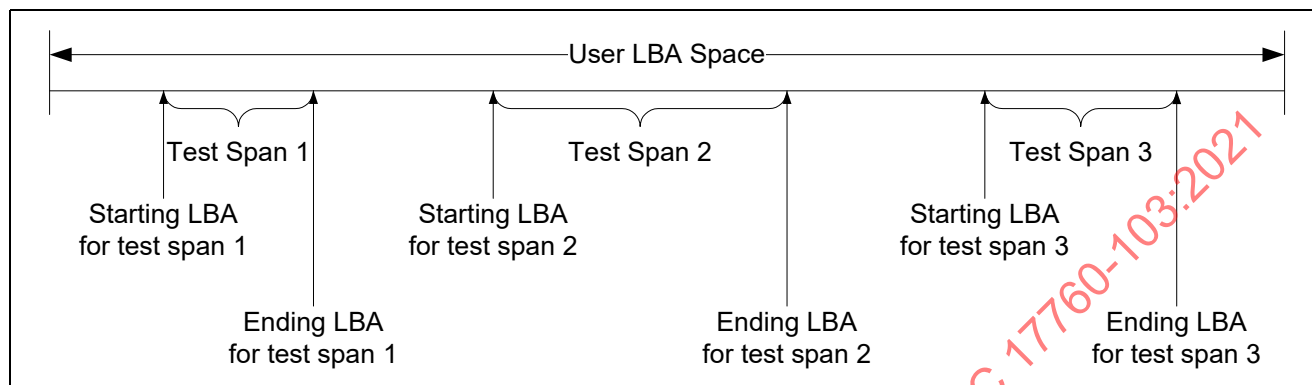 User LBA Space
Test Span 1
Test Span 2
Test Span 3
Starting LBA
for test span 1
Starting LBA
for test span 2
Starting LBA
for test span 3
Ending LBA
for test span 1
Ending LBA
for test span 2
Ending LBA
for test span 3
C 17760-103:2021